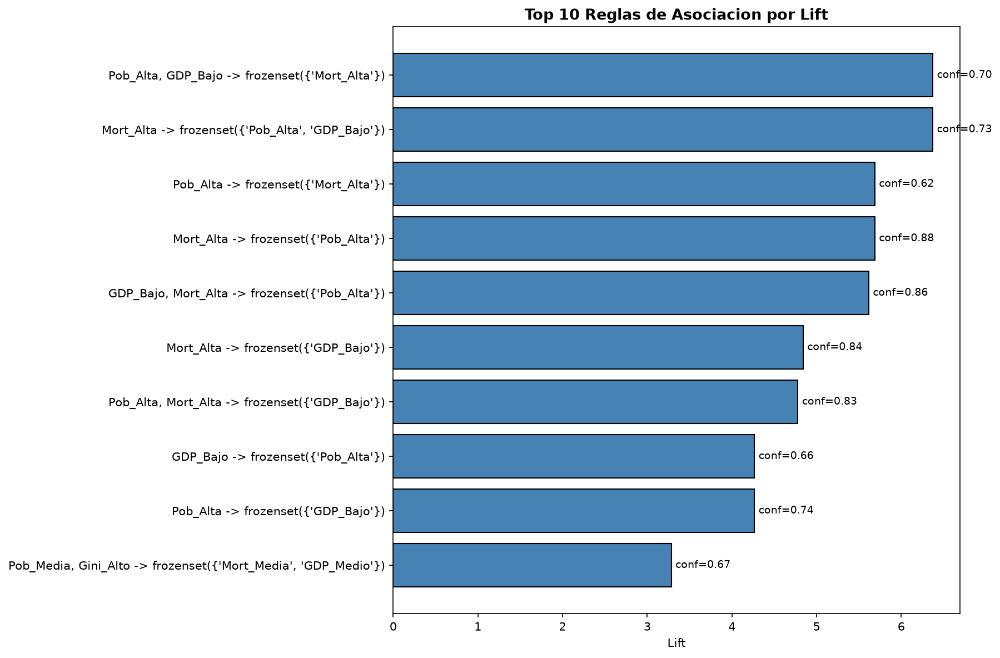 Top 10 Reglas de Asociacion por Lift
Pob_Alta, GDP_Bajo -> frozenset({'Mort_Alta'})
conf=0.70
Mort_Alta -> frozenset({'Pob_Alta', 'GDP_Bajo'})
conf=0.73
Pob_Alta -> frozenset({'Mort_Alta'})
conf=0.62
Mort_Alta -> frozenset({'Pob_Alta'})
conf=0.88
GDP_Bajo, Mort_Alta -> frozenset({'Pob_Alta'})
conf=0.86
Mort_Alta -> frozenset({'GDP_Bajo'})
conf=0.84
Pob_Alta, Mort_Alta -> frozenset({'GDP_Bajo'})
conf=0.83
GDP_Bajo -> frozenset({'Pob_Alta'})
conf=0.66
Pob_Alta -> frozenset({'GDP_Bajo'})
conf=0.74
Pob_Media, Gini_Alto -> frozenset({'Mort_Media', 'GDP_Medio'})
conf=0.67
0 1 2 3 4 5 6
Lift